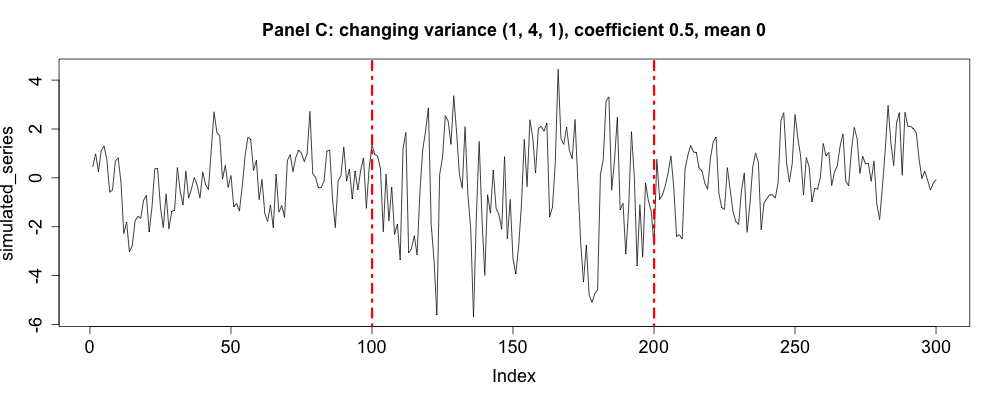 Panel C: changing variance (1, 4, 1), coefficient 0.5, mean 0
simulated_series
4
2
0
-2
-4
-6
0 50 100 150 200 250 300
Index